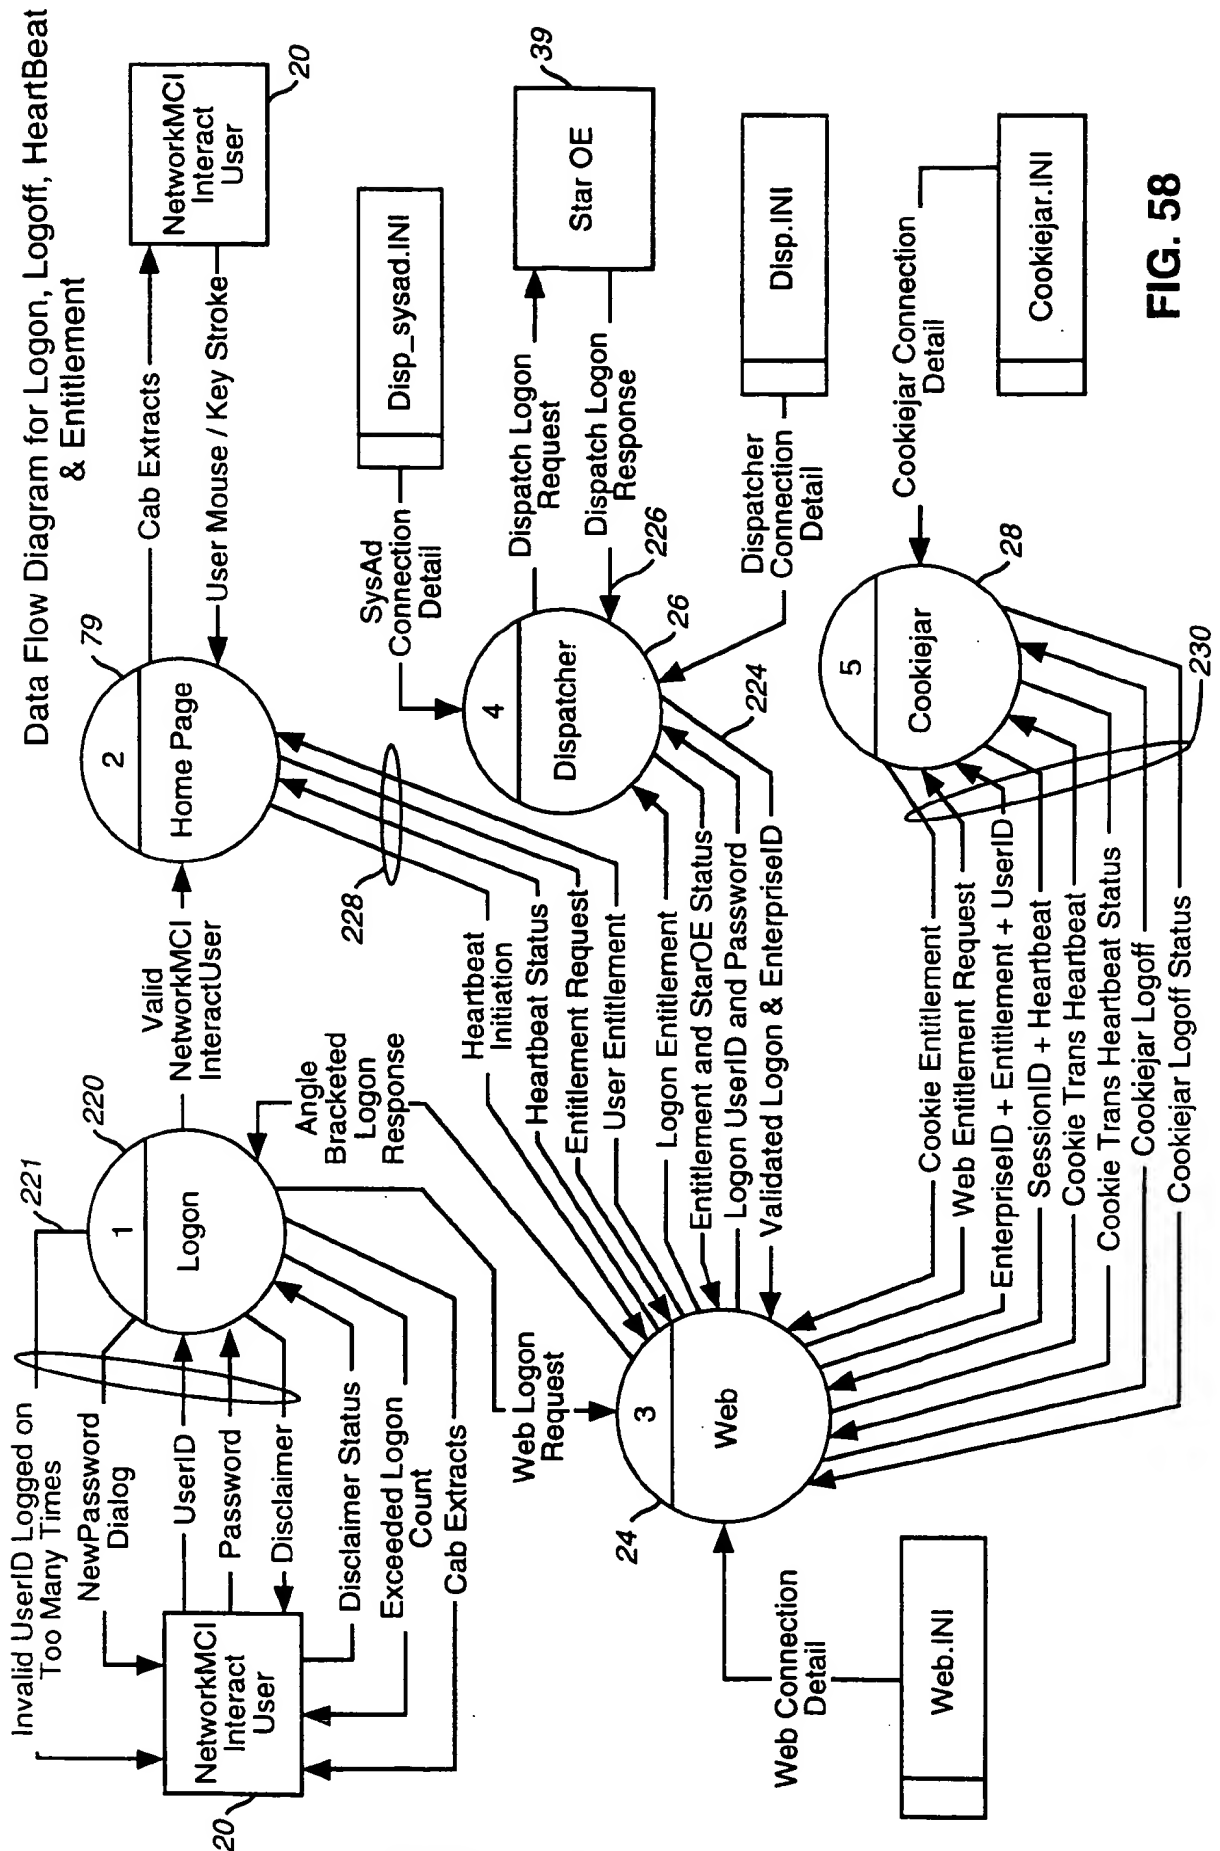 Data Flow Diagram for Logon, Logoff, HeartBeat
& Entitlement
Invalid UserID Logged on
Too Many Times
221
220
NewPassword
Dialog
UserID
Password
Disclaimer
Disclaimer Status
Exceeded Logon
Count
Cab Extracts
NetworkMCI
Interact
User
20
1
Logon
Valid
NetworkMCI
InteractUser
79
2
Home Page
Cab Extracts
User Mouse / Key Stroke
NetworkMCI
Interact
User
20
Angle
Bracketed
Logon
Response
Web Logon
Request
228
Heartbeat
Initiation
Heartbeat Status
Entitlement Request
User Entitlement
SysAd
Connection
Detail
Disp_sysad.INI
4
Dispatcher
26
Dispatch Logon
Request
Dispatch Logon
Response
226
Star OE
39
Logon Entitlement
Entitlement and StarOE Status
Logon UserID and Password
Validated Logon & EnterpriseID
224
Dispatcher
Connection
Detail
Disp.INI
24
3
Web
Web Connection
Detail
Web.INI
Cookie Entitlement
Web Entitlement Request
EnterpriseID + Entitlement + UserID
SessionID + Heartbeat
Cookie Trans Heartbeat
Cookie Trans Heartbeat Status
Cookiejar Logoff
Cookiejar Logoff Status
5
Cookiejar
28
230
Cookiejar Connection
Detail
Cookiejar.INI
FIG. 58